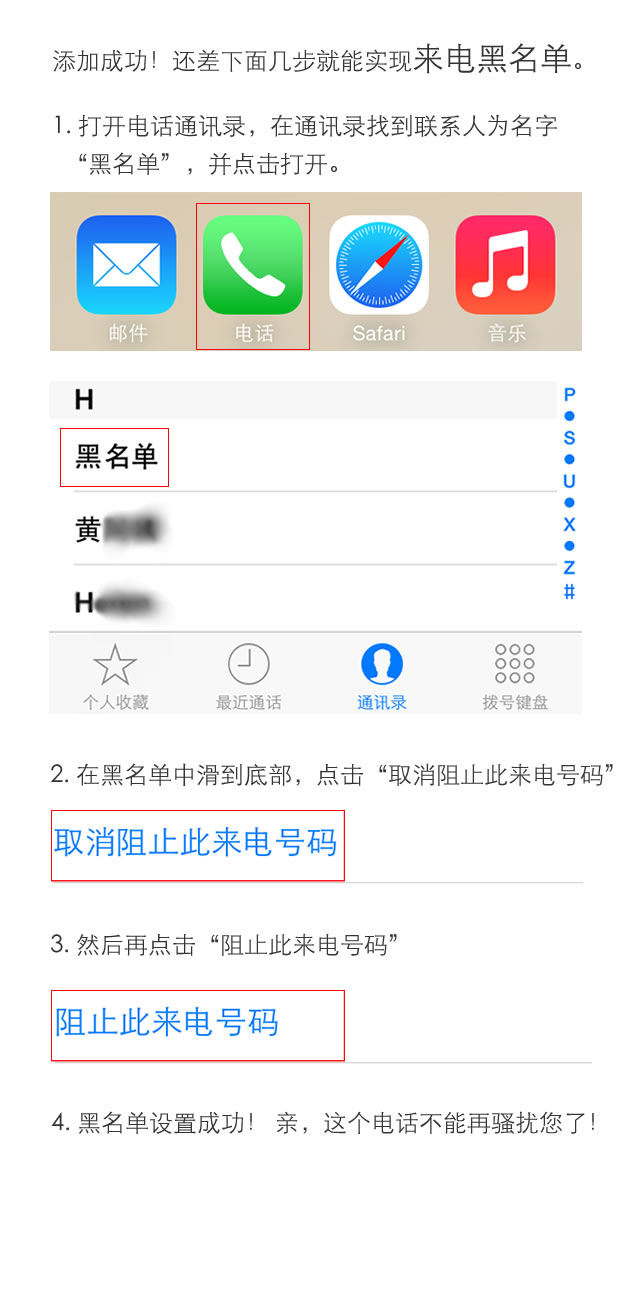 添加成功！还差下面几步就能实现来电黑名单。
1. 打开电话通讯录，在通讯录找到联系人为名字
“黑名单”，并点击打开。
邮件 电话 Safari 音乐
H
P
S
U
X
Z
#
黑名单
黄
H
个人收藏 最近通话 通讯录 拨号键盘
2. 在黑名单中滑到底部，点击“取消阻止此来电号码”
取消阻止此来电号码
3. 然后再点击“阻止此来电号码”
阻止此来电号码
4. 黑名单设置成功！ 亲，这个电话不能再骚扰您了！